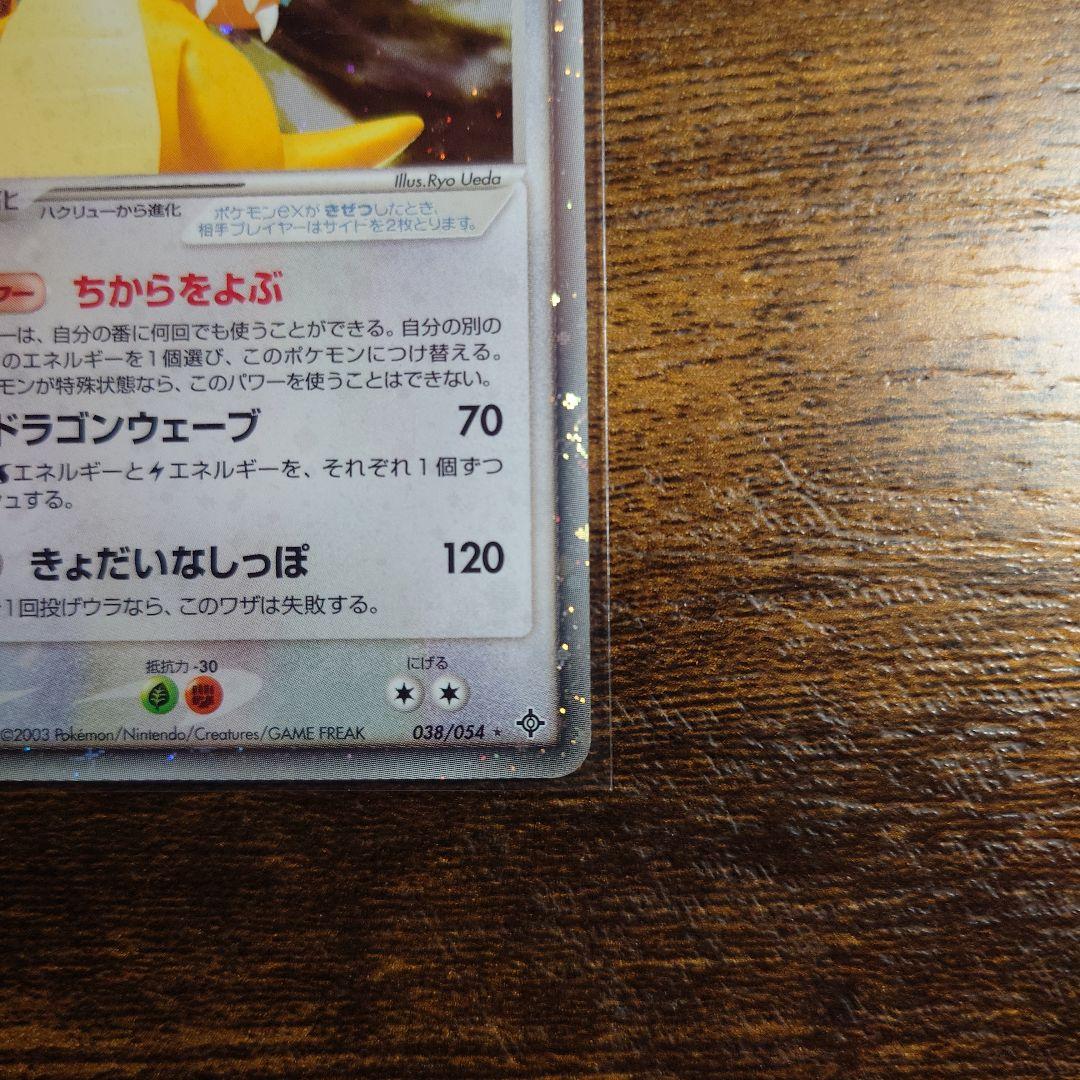 Illus.Ryo Ueda
化
ハクリューから進化
ポケモンexがきぜつしたとき、
相手プレイヤーはサイドを2枚とります。
ワー ちからをよぶ
ーは、自分の番に何回でも使うことができる。自分の別の
のエネルギーを1個選び、このポケモンにつけ替える。
モンが特殊状態なら、このパワーを使うことはできない。
ドラゴンウェーブ 70
エネルギーとエネルギーを、それぞれ1個ずつ
ュする。
きょだいなしっぽ 120
1回投げウラなら、このワザは失敗する。
抵抗力 -30 にげる
©2003 Pokémon/Nintendo/Creatures/GAME FREAK 038/054 ★